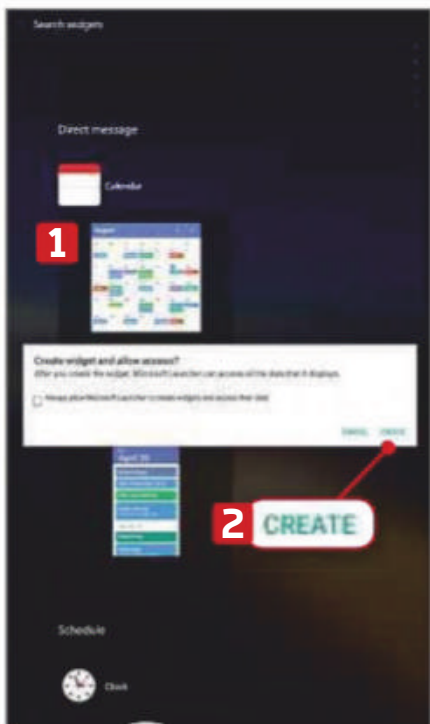 Search widgets
Direct message
Calendar
1
August
Create widget and allow access?
After you create the widget, Microsoft Launcher can access all the data that it displays.
Always allow Microsoft Launcher to create widgets and access their data
CANCEL CREATE
April
2 CREATE
Schedule
Clock